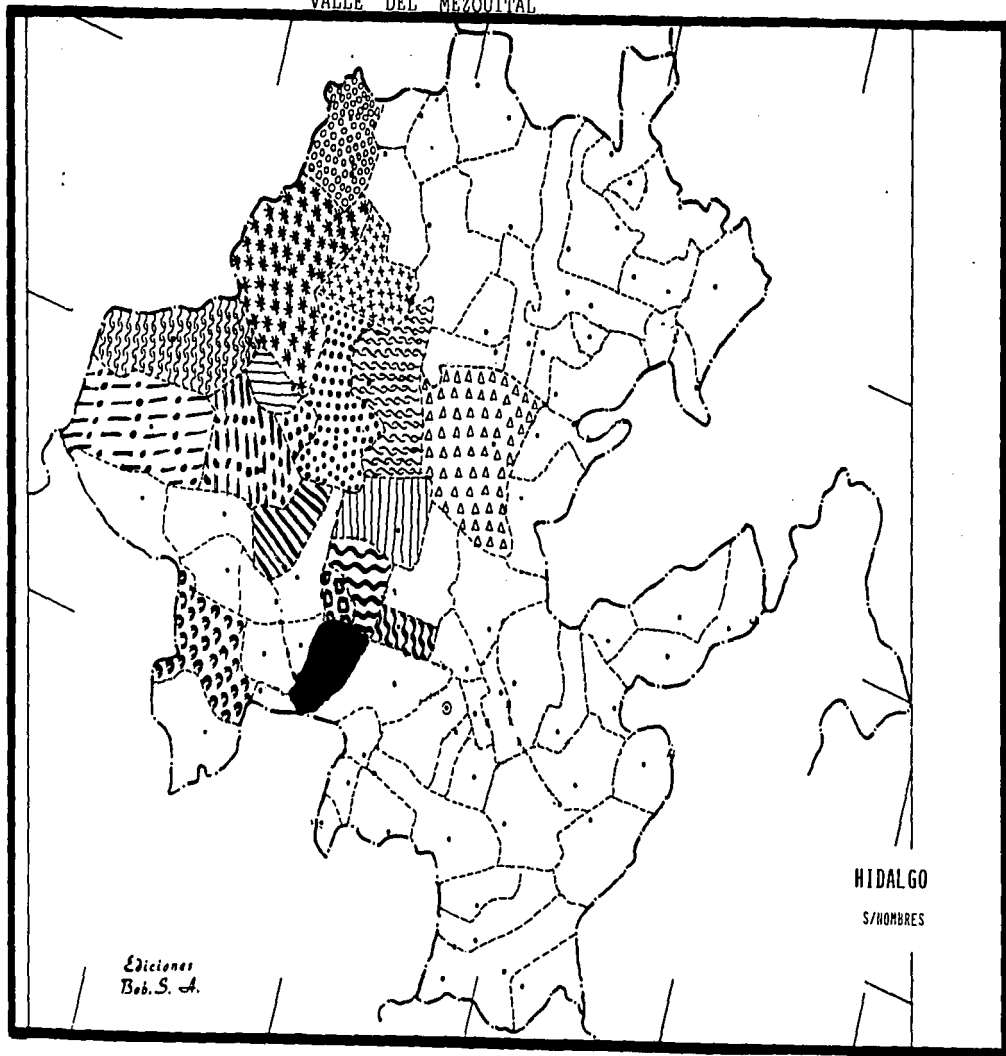 VALLE DEL MEZQUITAL
HIDALGO
S/NOMBRES
Ediciones
Bob. S. A.